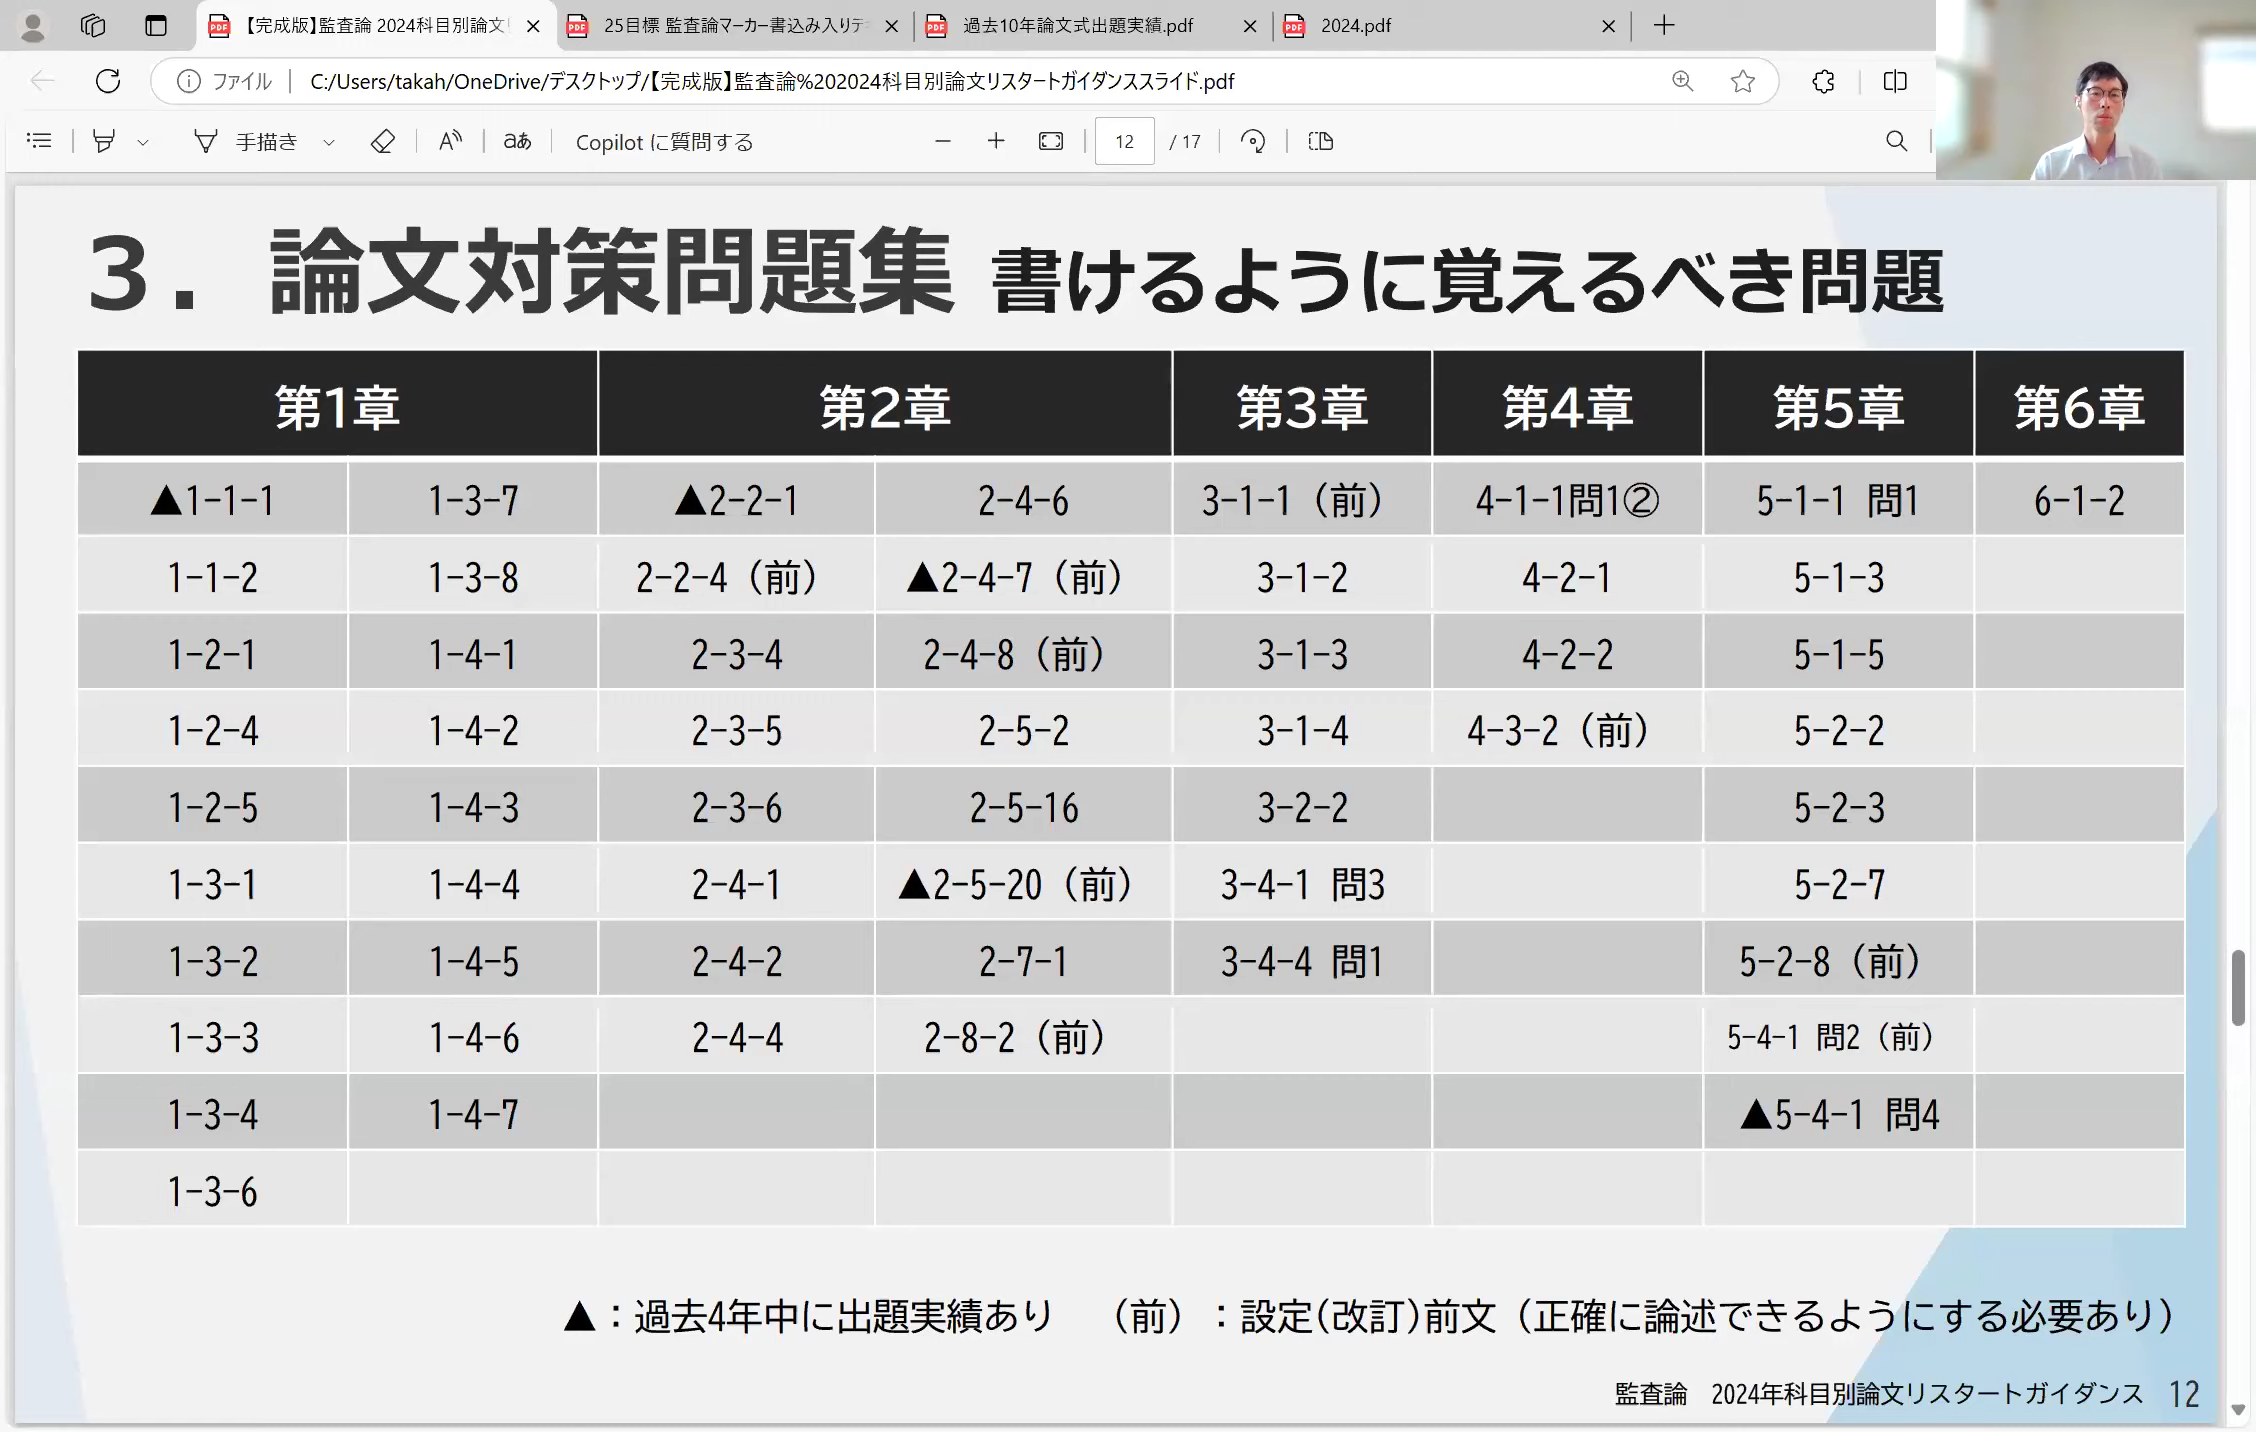 【完成版】監査論 2024科目別論文
25目標 監査論マーカー書込み入りテ
過去10年論文式出題実績.pdf
2024.pdf
ファイル
C:/Users/takah/OneDrive/デスクトップ/【完成版】監査論%202024科目別論文リスタートガイダンススライド.pdf
手描き
aあ
Copilot に質問する
12 / 17
3. 論文対策問題集 書けるように覚えるべき問題
第1章 第2章 第3章 第4章 第5章 第6章
▲1-1-1 1-3-7 ▲2-2-1 2-4-6 3-1-1（前） 4-1-1問1② 5-1-1 問1 6-1-2
1-1-2 1-3-8 2-2-4（前） ▲2-4-7（前） 3-1-2 4-2-1 5-1-3
1-2-1 1-4-1 2-3-4 2-4-8（前） 3-1-3 4-2-2 5-1-5
1-2-4 1-4-2 2-3-5 2-5-2 3-1-4 4-3-2（前） 5-2-2
1-2-5 1-4-3 2-3-6 2-5-16 3-2-2 5-2-3
1-3-1 1-4-4 2-4-1 ▲2-5-20（前） 3-4-1 問3 5-2-7
1-3-2 1-4-5 2-4-2 2-7-1 3-4-4 問1 5-2-8（前）
1-3-3 1-4-6 2-4-4 2-8-2（前） 5-4-1 問2（前）
1-3-4 1-4-7 ▲5-4-1 問4
1-3-6
▲：過去4年中に出題実績あり （前）：設定(改訂)前文（正確に論述できるようにする必要あり）
監査論 2024年科目別論文リスタートガイダンス 12